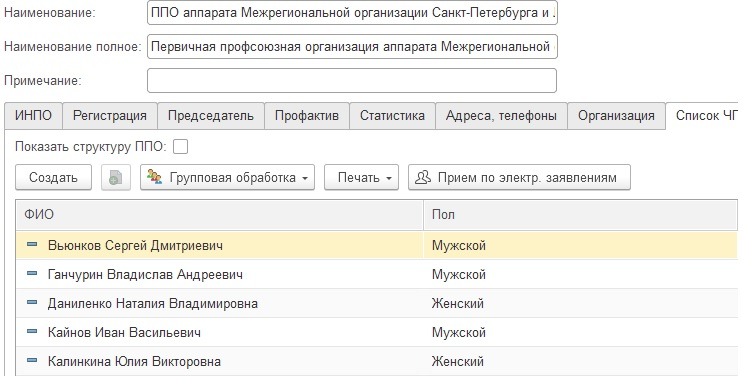 Наименование: ППО аппарата Межрегиональной организации Санкт-Петербурга и
Наименование полное: Первичная профсоюзная организация аппарата Межрегиональной
Примечание:
ИНПО Регистрация Председатель Профактив Статистика Адреса, телефоны Организация Список ЧП
Показать структуру ППО:
Создать Групповая обработка Печать Прием по электр. заявлениям
ФИО Пол
Вьюнков Сергей Дмитриевич Мужской
Ганчурин Владислав Андреевич Мужской
Даниленко Наталия Владимировна Женский
Кайнов Иван Васильевич Мужской
Калинкина Юлия Викторовна Женский